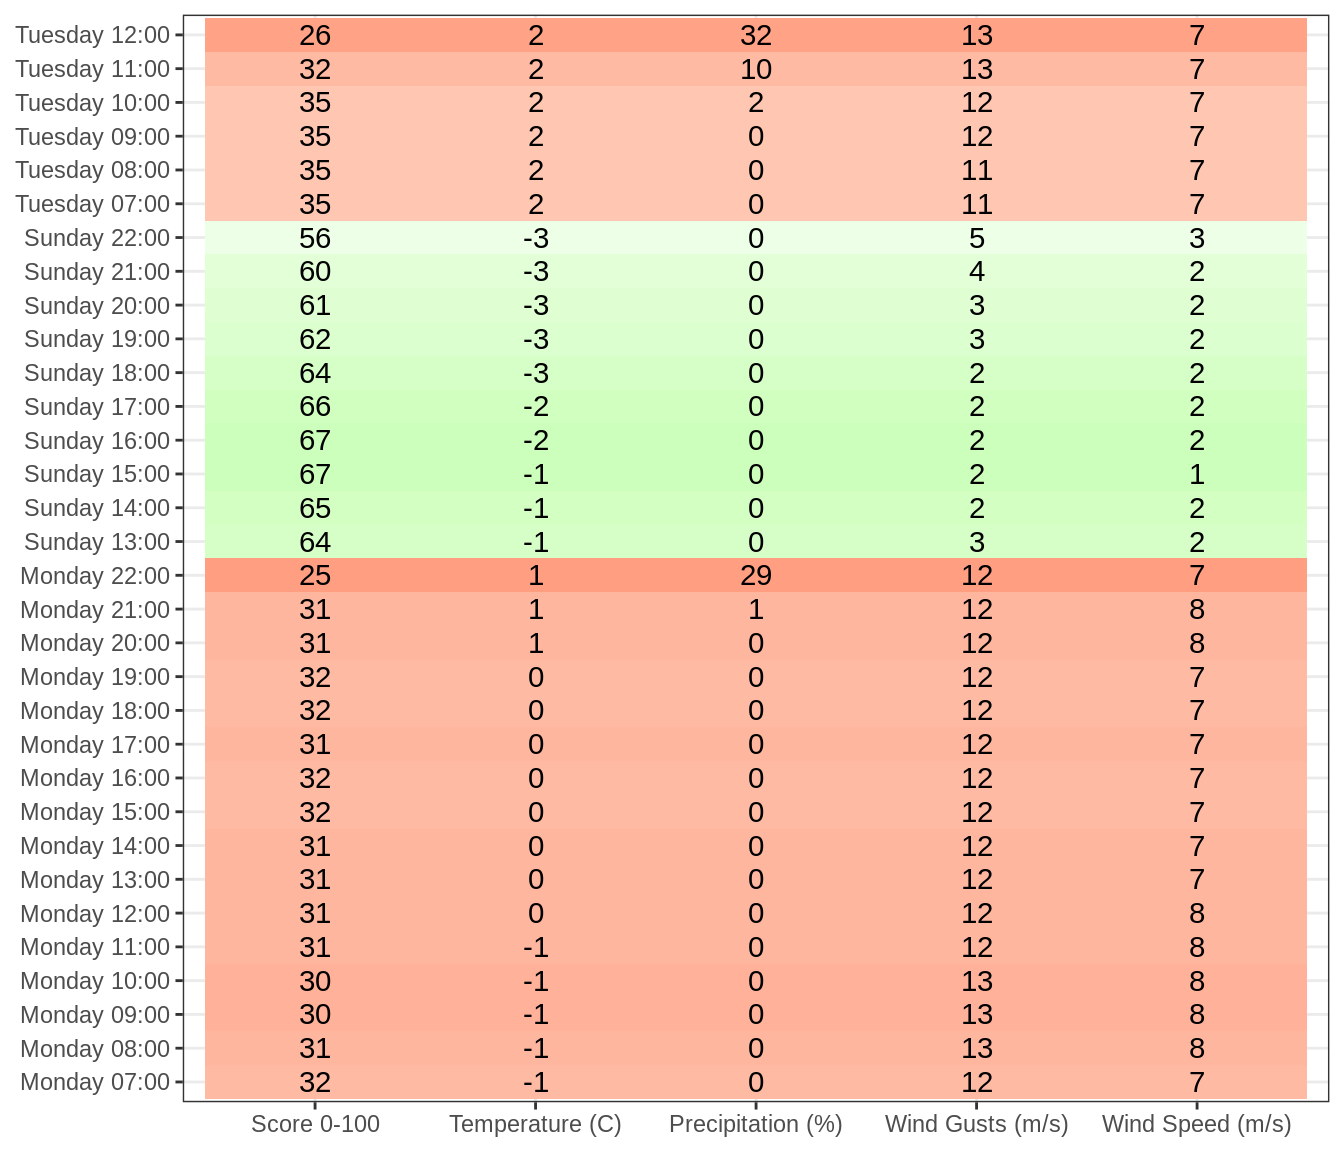 Tuesday 12:00 26 2 32 13 7
Tuesday 11:00 32 2 10 13 7
Tuesday 10:00 35 2 2 12 7
Tuesday 09:00 35 2 0 12 7
Tuesday 08:00 35 2 0 11 7
Tuesday 07:00 35 2 0 11 7
Sunday 22:00 56 -3 0 5 3
Sunday 21:00 60 -3 0 4 2
Sunday 20:00 61 -3 0 3 2
Sunday 19:00 62 -3 0 3 2
Sunday 18:00 64 -3 0 2 2
Sunday 17:00 66 -2 0 2 2
Sunday 16:00 67 -2 0 2 2
Sunday 15:00 67 -1 0 2 1
Sunday 14:00 65 -1 0 2 2
Sunday 13:00 64 -1 0 3 2
Monday 22:00 25 1 29 12 7
Monday 21:00 31 1 1 12 8
Monday 20:00 31 1 0 12 8
Monday 19:00 32 0 0 12 7
Monday 18:00 32 0 0 12 7
Monday 17:00 31 0 0 12 7
Monday 16:00 32 0 0 12 7
Monday 15:00 32 0 0 12 7
Monday 14:00 31 0 0 12 7
Monday 13:00 31 0 0 12 7
Monday 12:00 31 0 0 12 8
Monday 11:00 31 -1 0 12 8
Monday 10:00 30 -1 0 13 8
Monday 09:00 30 -1 0 13 8
Monday 08:00 31 -1 0 13 8
Monday 07:00 32 -1 0 12 7
Score 0-100 Temperature (C) Precipitation (%) Wind Gusts (m/s) Wind Speed (m/s)